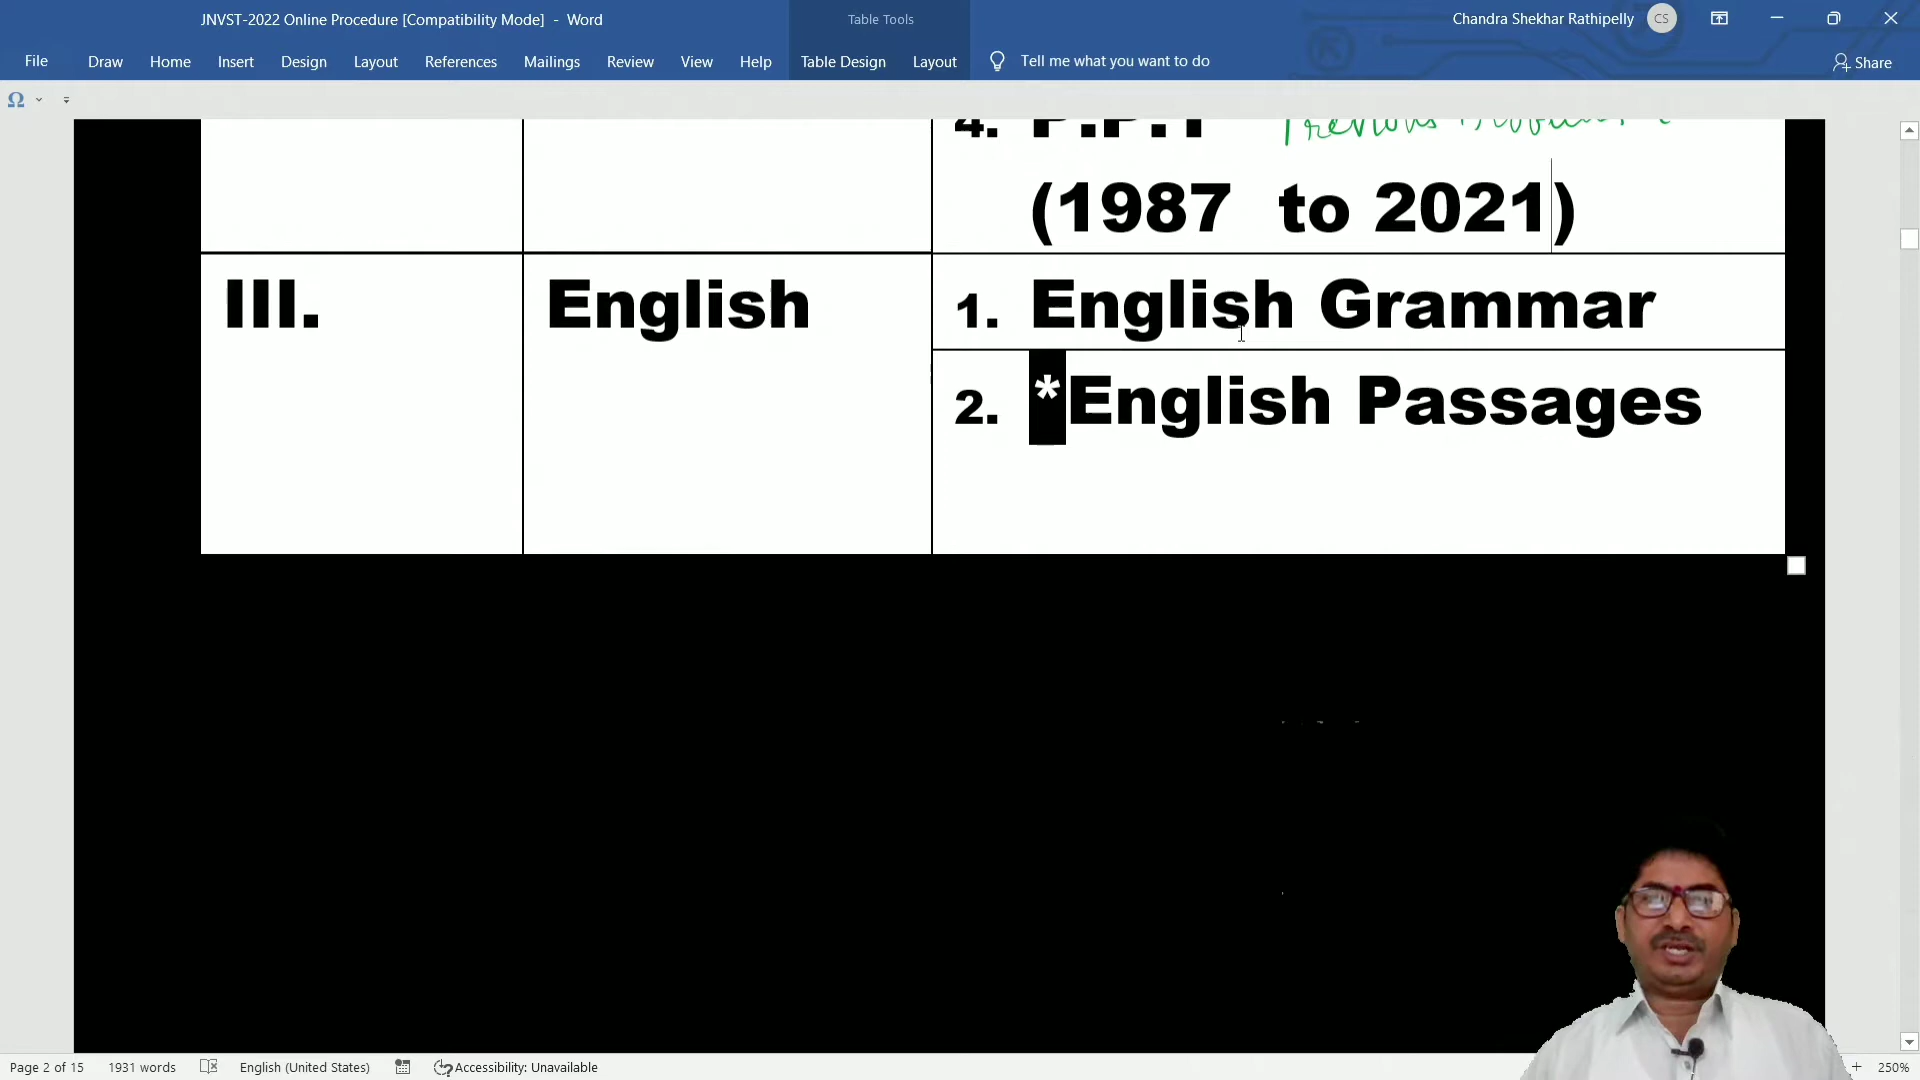 JNVST-2022 Online Procedure [Compatibility Mode] - Word
Table Tools
Chandra Shekhar Rathipelly CS
File Draw Home Insert Design Layout References Mailings Review View Help Table Design Layout Tell me what you want to do Share
Ω
4. P.P.T
(1987 to 2021)
III. English 1. English Grammar
2. *English Passages
Page 2 of 15 1931 words English (United States) Accessibility: Unavailable + 250%